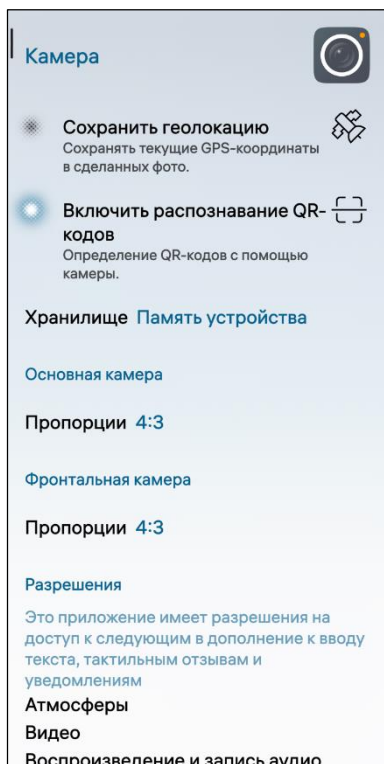 Камера
Сохранить геолокацию
Сохранять текущие GPS-координаты
в сделанных фото.
Включить распознавание QR-
кодов
Определение QR-кодов с помощью
камеры.
Хранилище Память устройства
Основная камера
Пропорции 4:3
Фронтальная камера
Пропорции 4:3
Разрешения
Это приложение имеет разрешения на
доступ к следующим в дополнение к вводу
текста, тактильным отзывам и
уведомлениям
Атмосферы
Видео
Воспроизведение и запись аудио